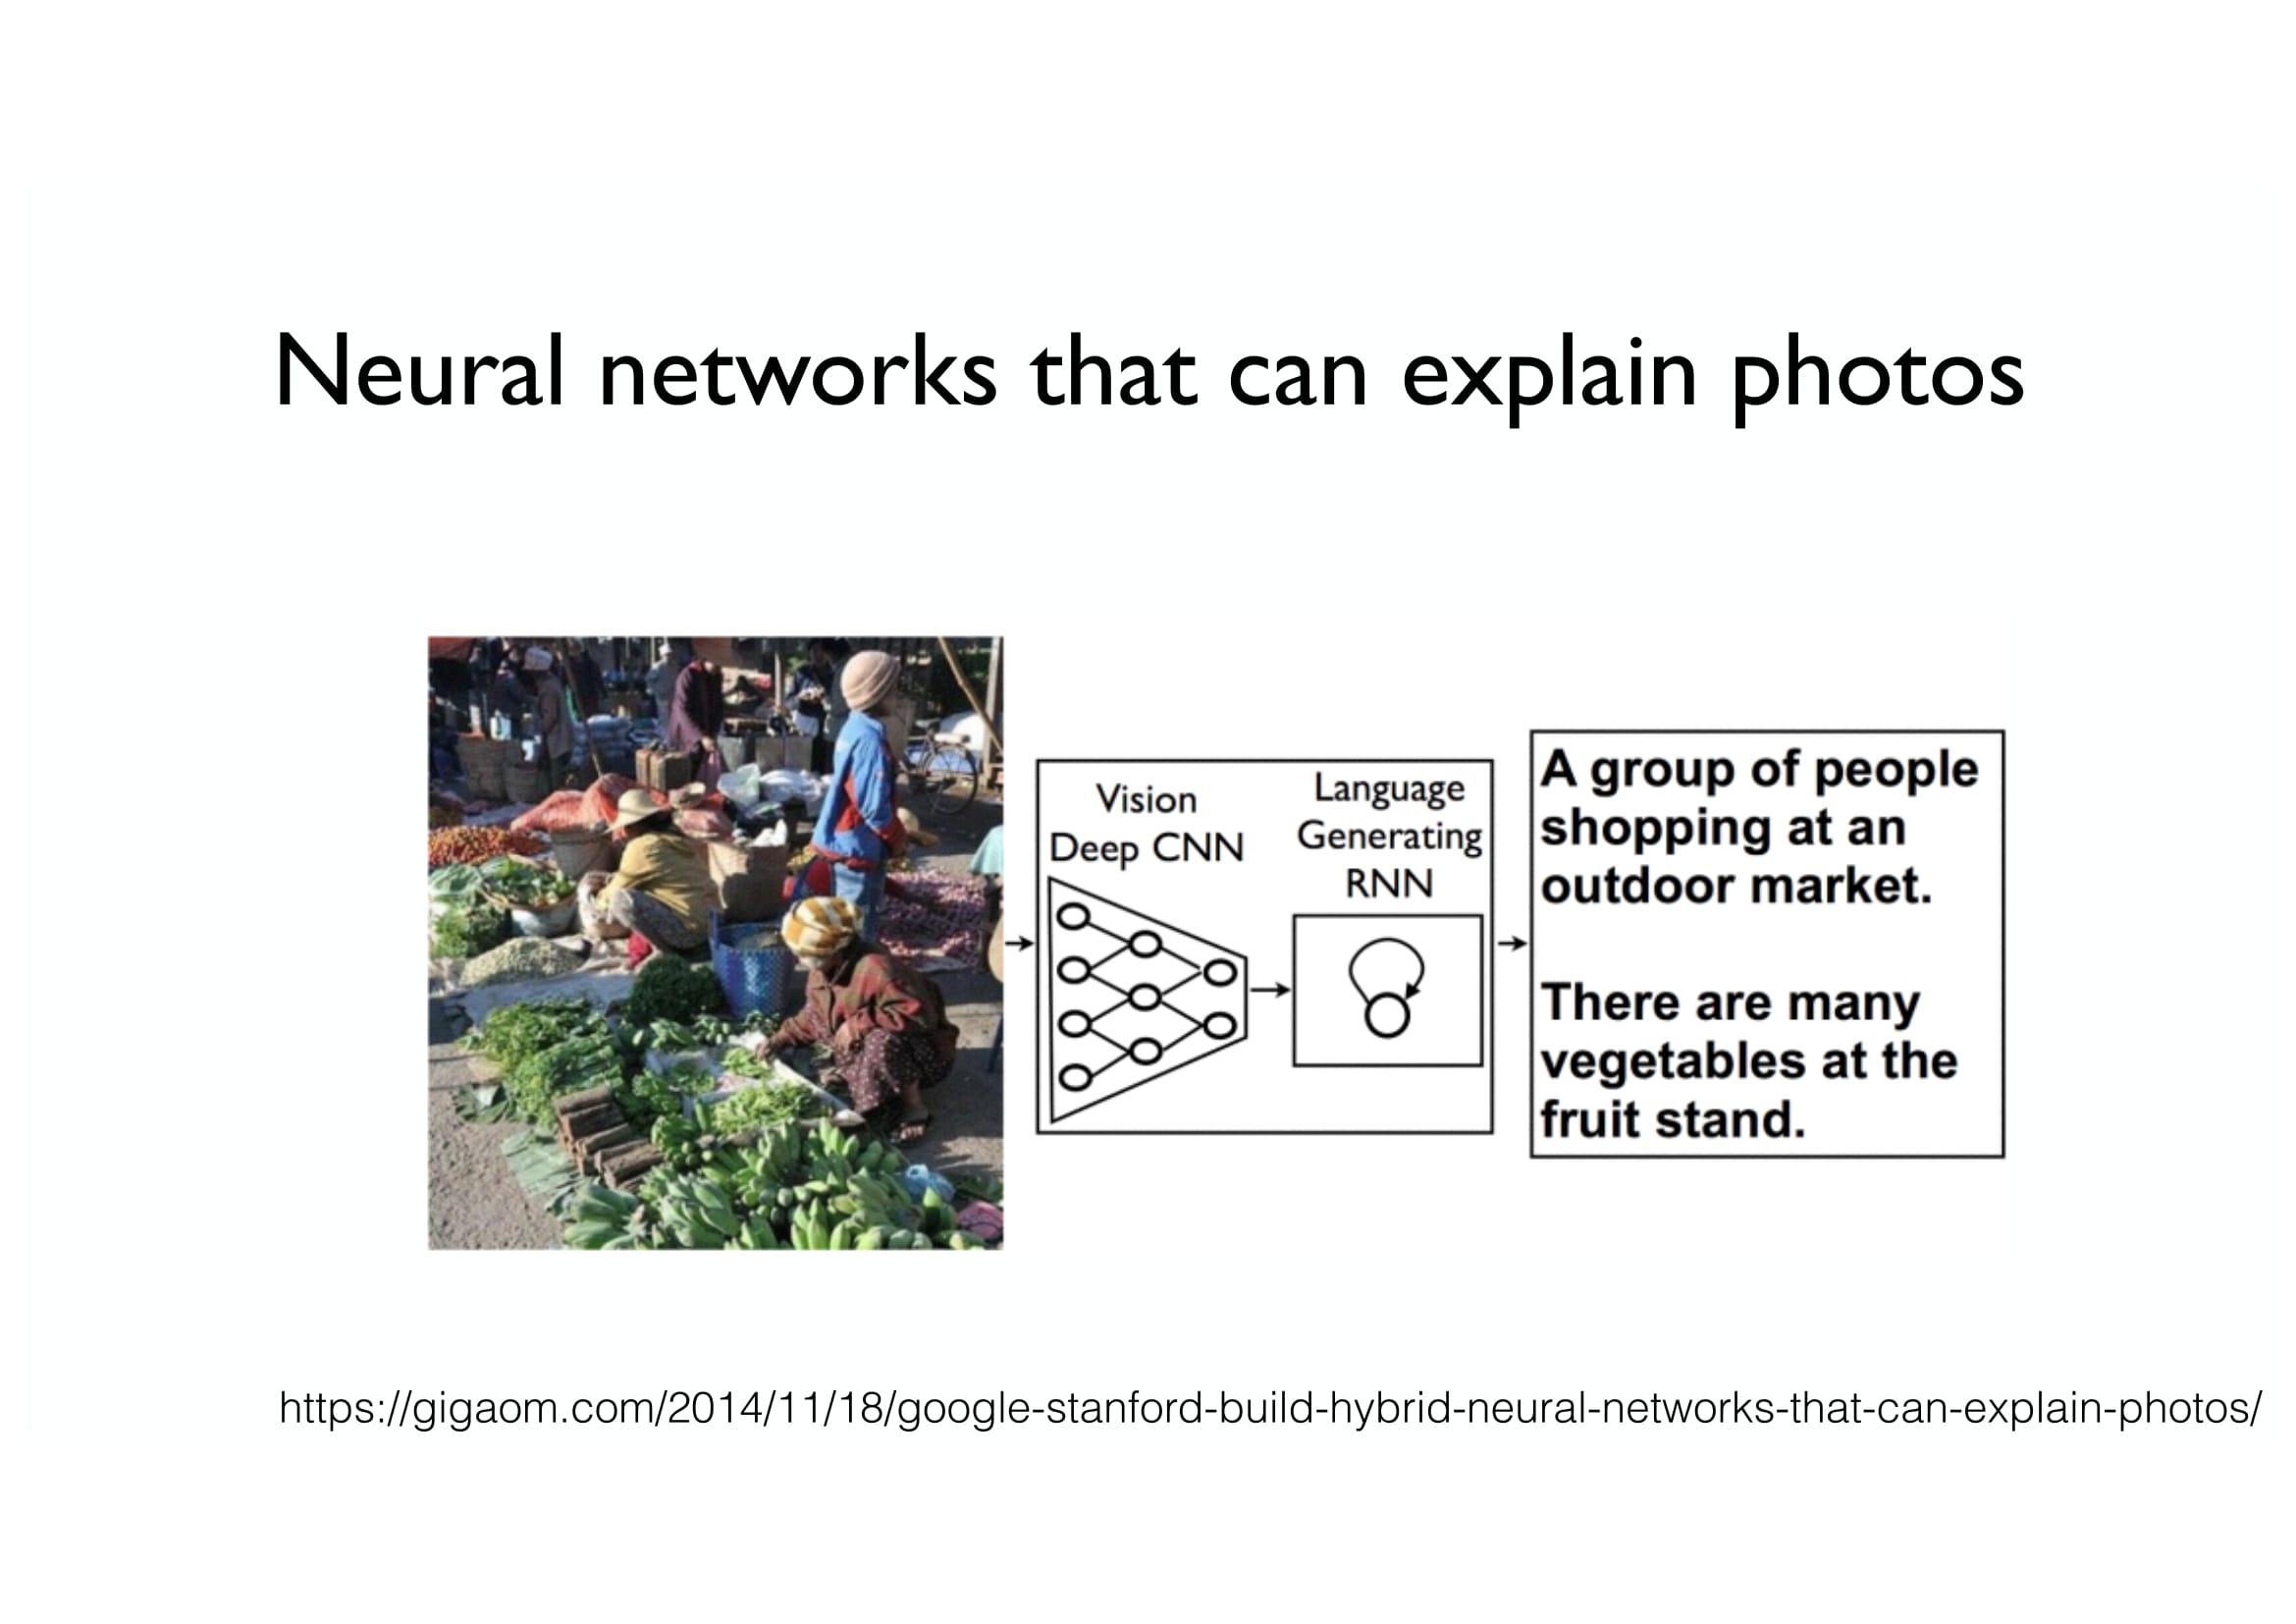 Neural networks that can explain photos
Vision
Deep CNN
Language
Generating
RNN
A group of people
shopping at an
outdoor market.
There are many
vegetables at the
fruit stand.
https://gigaom.com/2014/11/18/google-stanford-build-hybrid-neural-networks-that-can-explain-photos/